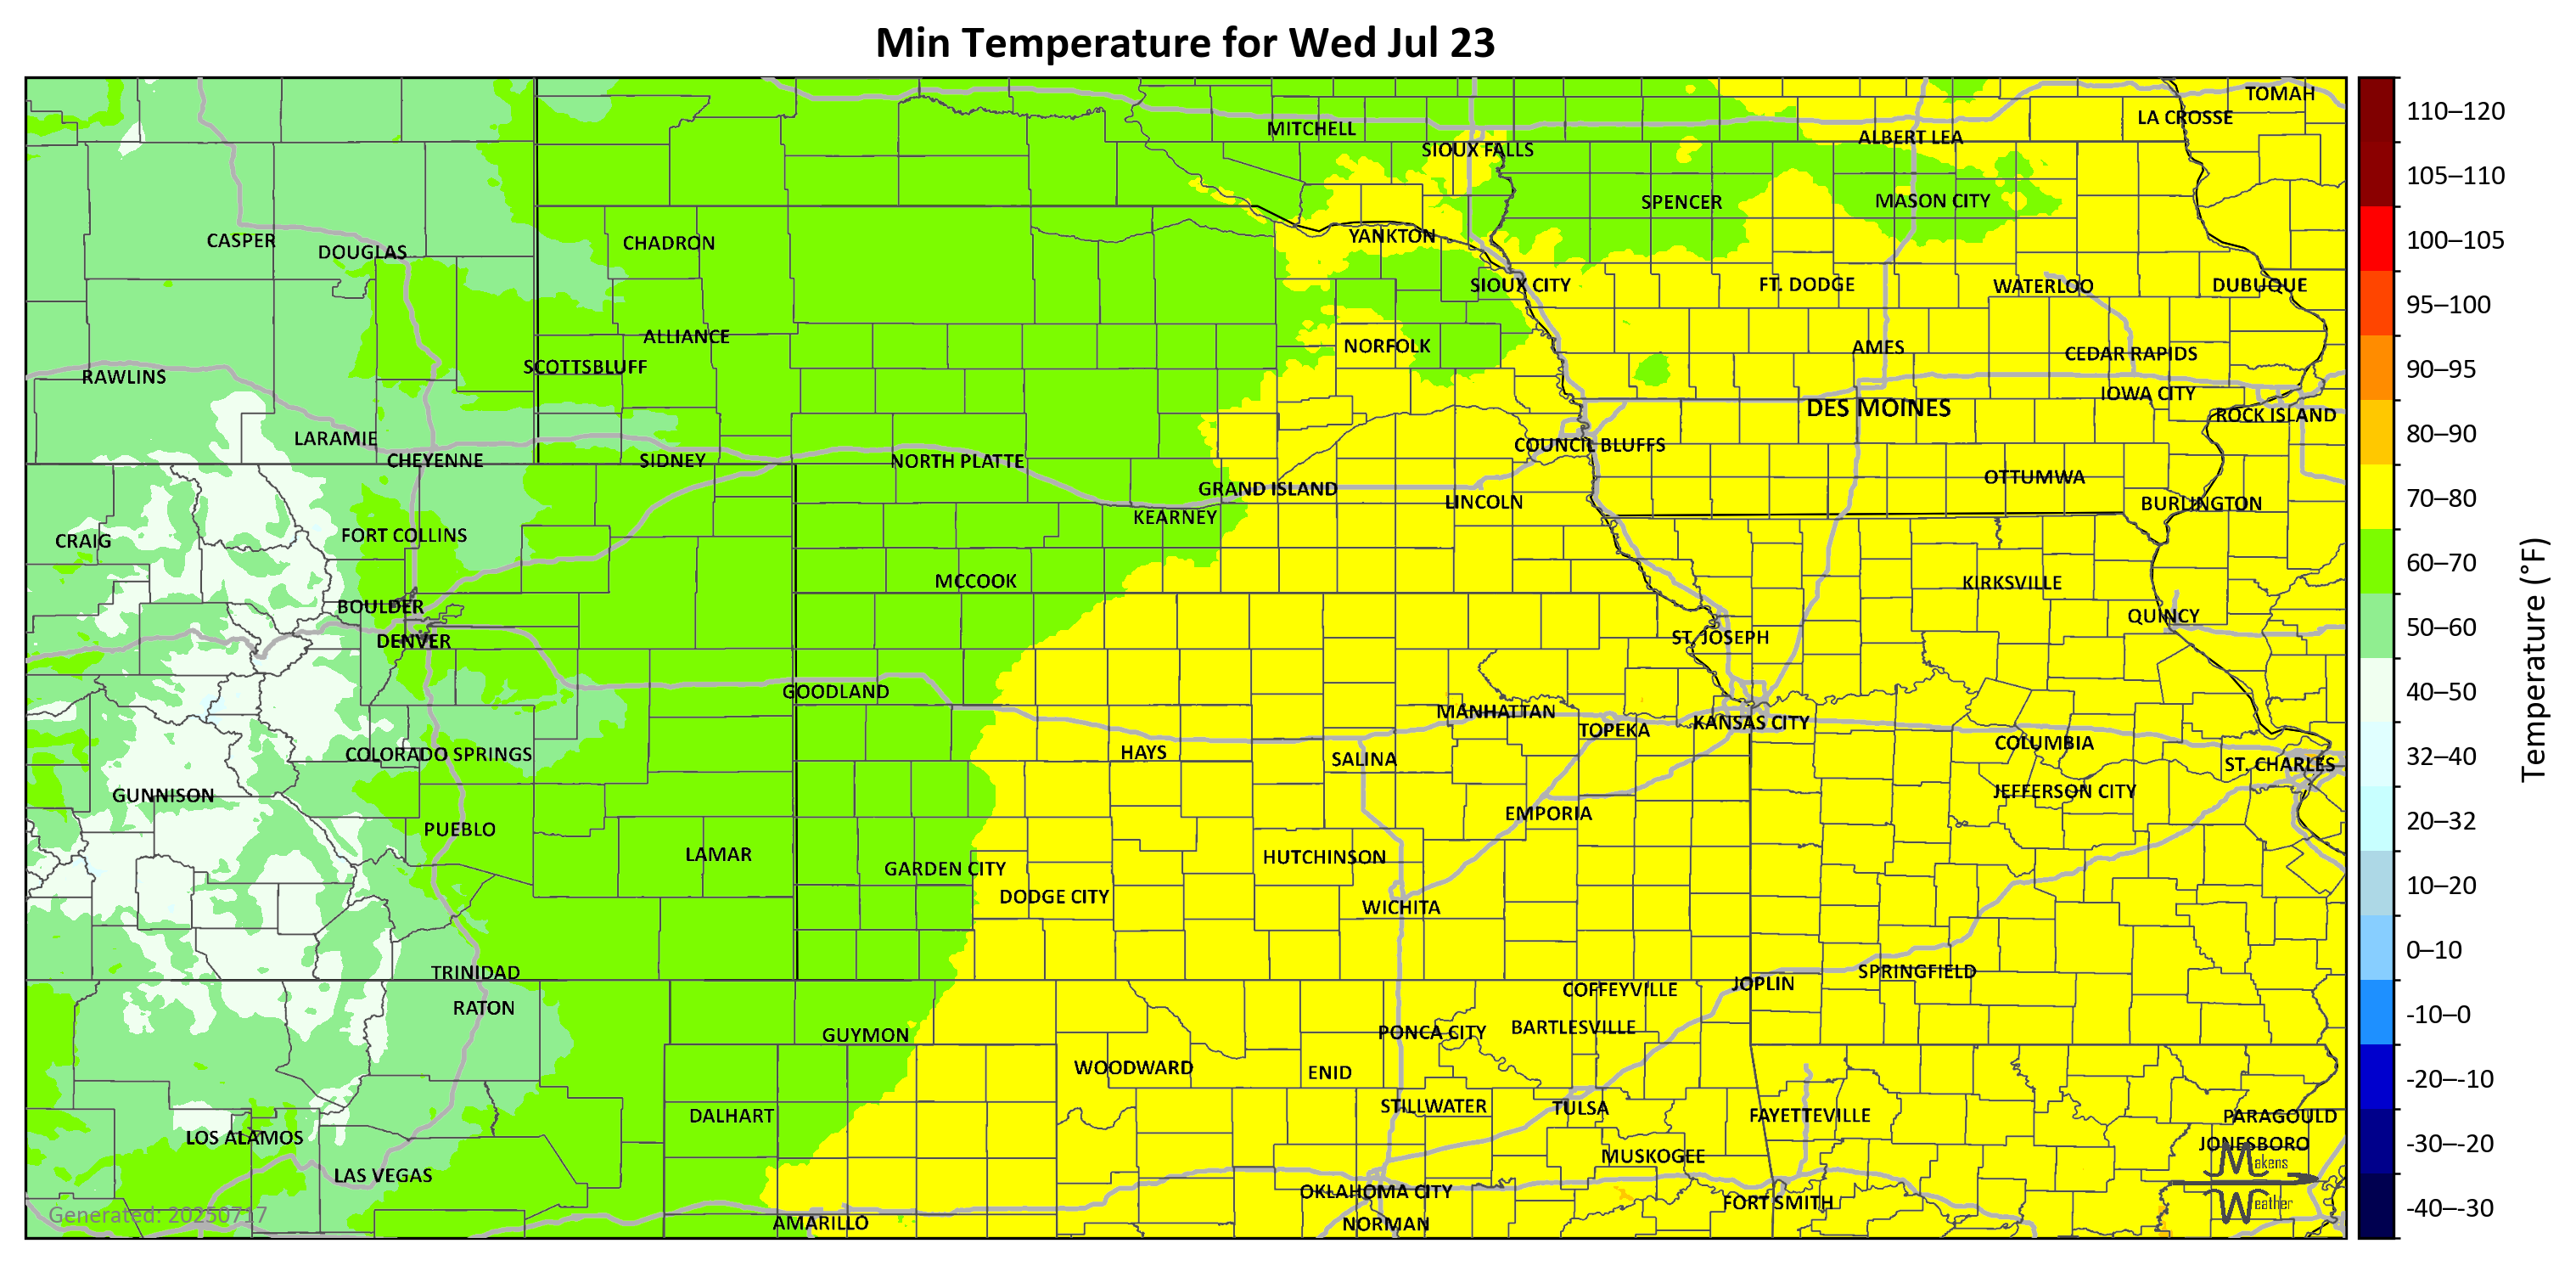 Min Temperature for Wed Jul 23
TOMAH
LA CROSSE
MITCHELL
ALBERT LEA
SIOUX FALLS
SPENCER
MASON CITY
CASPER
DOUGLAS
CHADRON
YANKTON
SIOUX CITY
FT. DODGE
WATERLOO
DUBUQUE
ALLIANCE
NORFOLK
AMES
CEDAR RAPIDS
SCOTTSBLUFF
RAWLINS
IOWA CITY
DES MOINES
ROCK ISLAND
LARAMIE
COUNCIL BLUFFS
CHEYENNE
SIDNEY
NORTH PLATTE
OTTUMWA
GRAND ISLAND
LINCOLN
BURLINGTON
KEARNEY
FORT COLLINS
CRAIG
MCCOOK
KIRKSVILLE
BOULDER
QUINCY
DENVER
ST. JOSEPH
GOODLAND
MANHATTAN
TOPEKA
KANSAS CITY
COLORADO SPRINGS
HAYS
SALINA
COLUMBIA
ST. CHARLES
GUNNISON
JEFFERSON CITY
EMPORIA
PUEBLO
LAMAR
HUTCHINSON
GARDEN CITY
DODGE CITY
WICHITA
TRINIDAD
SPRINGFIELD
JOPLIN
COFFEYVILLE
RATON
GUYMON
PONCA CITY
BARTLESVILLE
WOODWARD
ENID
STILLWATER
TULSA
DALHART
FAYETTEVILLE
PARAGOULD
LOS ALAMOS
JONESBORO
MUSKOGEE
LAS VEGAS
OKLAHOMA CITY
FORT SMITH
AMARILLO
NORMAN
Generated: 20250717
Makens
Weather
110–120
105–110
100–105
95–100
90–95
80–90
70–80
60–70
50–60
40–50
32–40
20–32
10–20
0–10
-10–0
-20–-10
-30–-20
-40–-30
Temperature (°F)